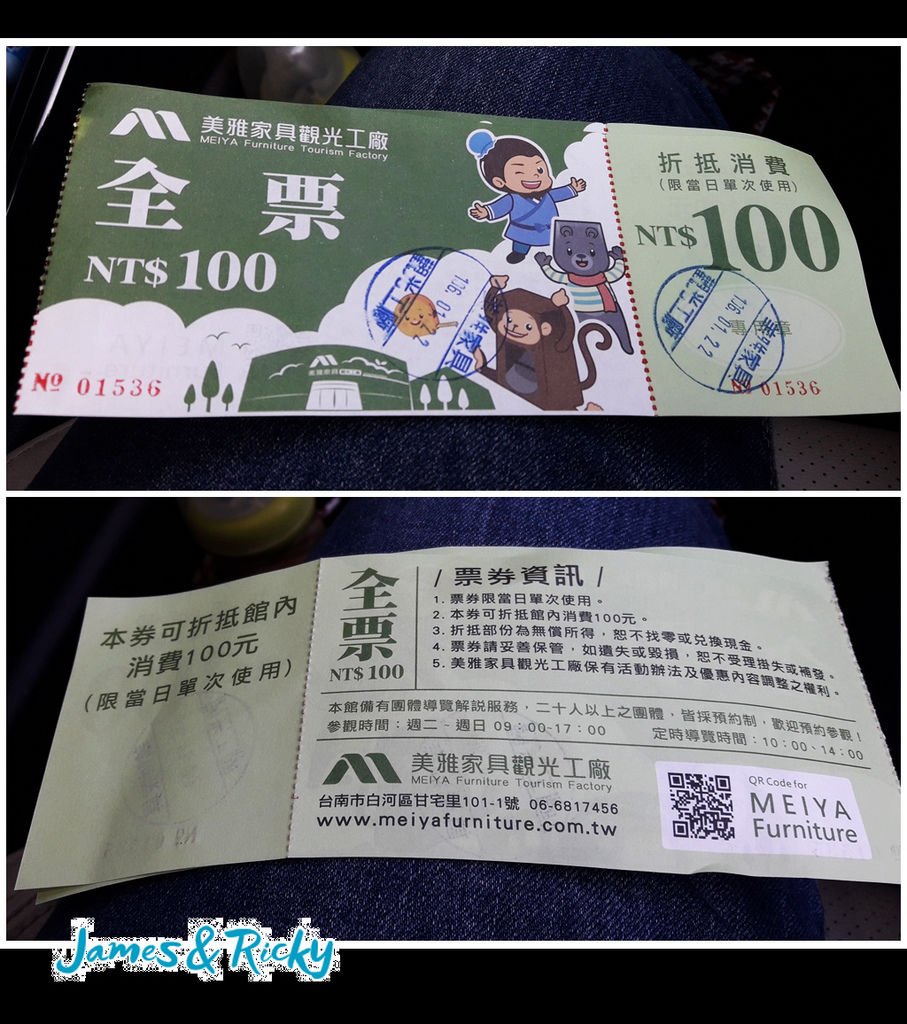 美雅家具觀光工廠
MEIYA Furniture Tourism Factory
全票
NT$100
№ 01536
折抵消費
(限當日單次使用)
NT$100
專用章
106.01.22
№ 01536
本券可折抵館內
消費100元
(限當日單次使用)
全票
NT$100
/ 票券資訊 /
1. 票券限當日單次使用。
2. 本券可折抵館內消費100元。
3. 折抵部份為無償所得，恕不找零或兌換現金。
4. 票券請妥善保管，如遺失或毀損，恕不受理掛失或補發。
5. 美雅家具觀光工廠保有活動辦法及優惠內容調整之權利。
本館備有團體導覽解說服務，二十人以上之團體，皆採預約制，歡迎預約參觀！
參觀時間：週二 ~ 週日 09：00-17：00
定時導覽時間：10：00、14：00
美雅家具觀光工廠
MEIYA Furniture Tourism Factory
台南市白河區甘宅里101-1號 06-6817456
www.meiyafurniture.com.tw
QR Code for
MEIYA
Furniture
James & Ricky